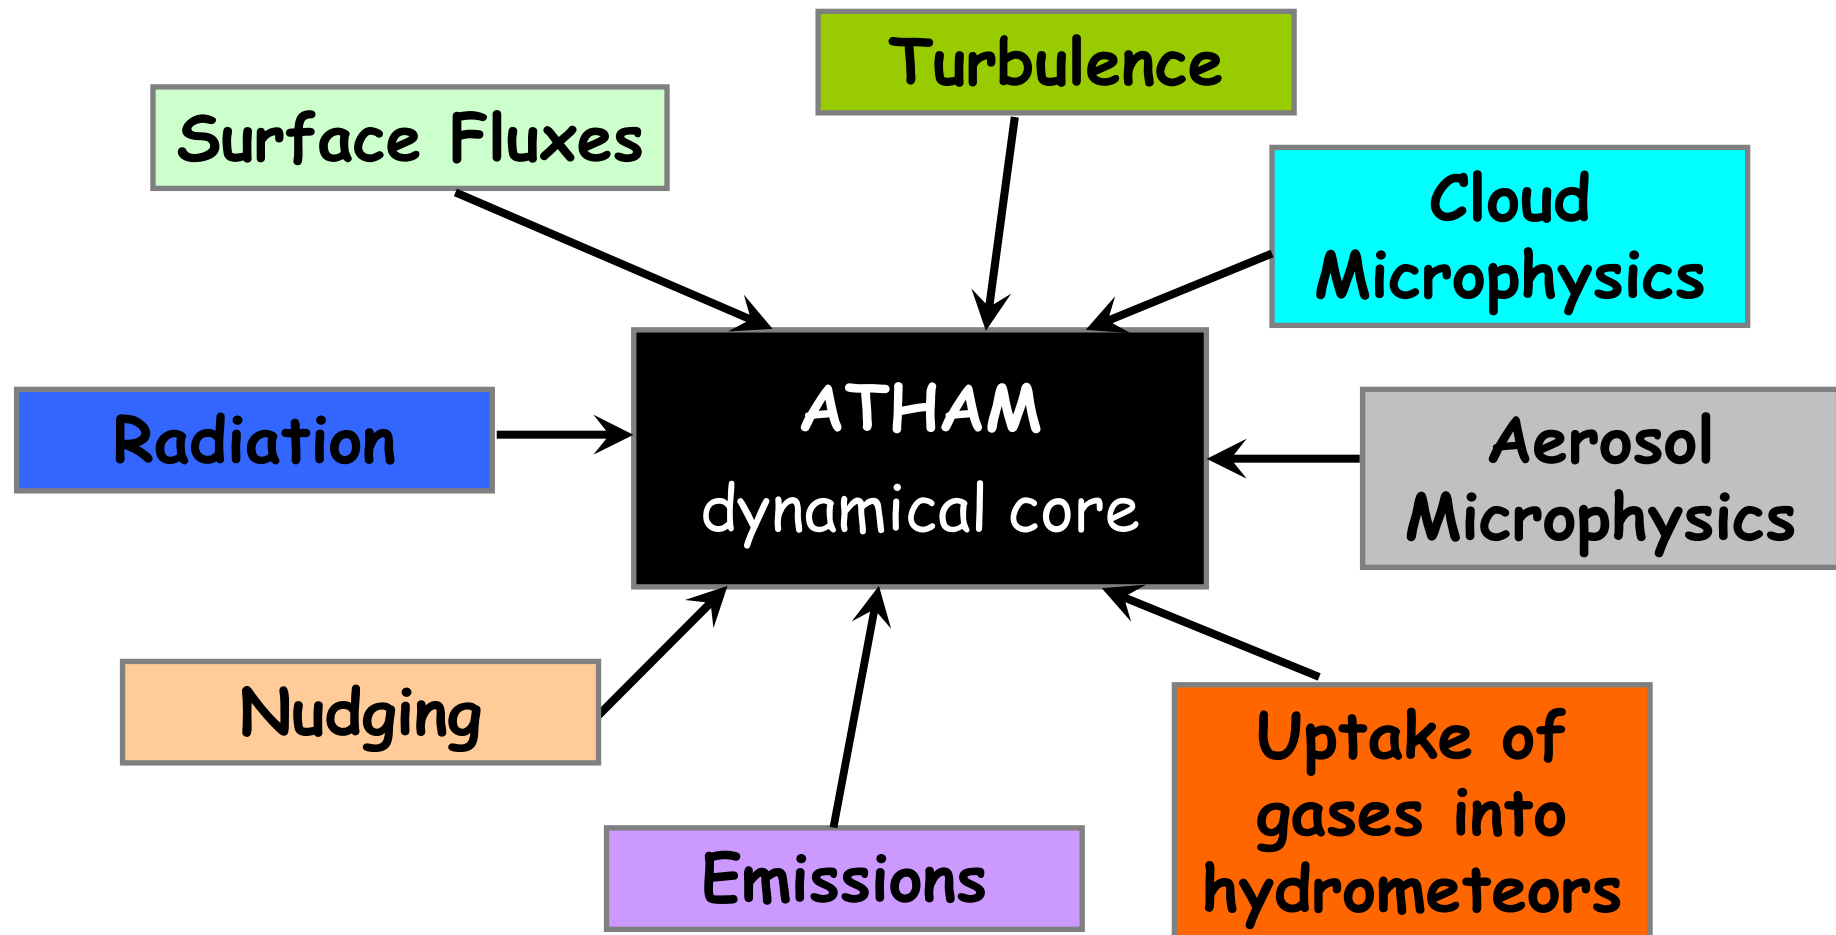 Turbulence
Surface Fluxes
Cloud
Microphysics
ATHAM
dynamical core
Radiation
Aerosol
Microphysics
Nudging
Uptake of
gases into
hydrometeors
Emissions